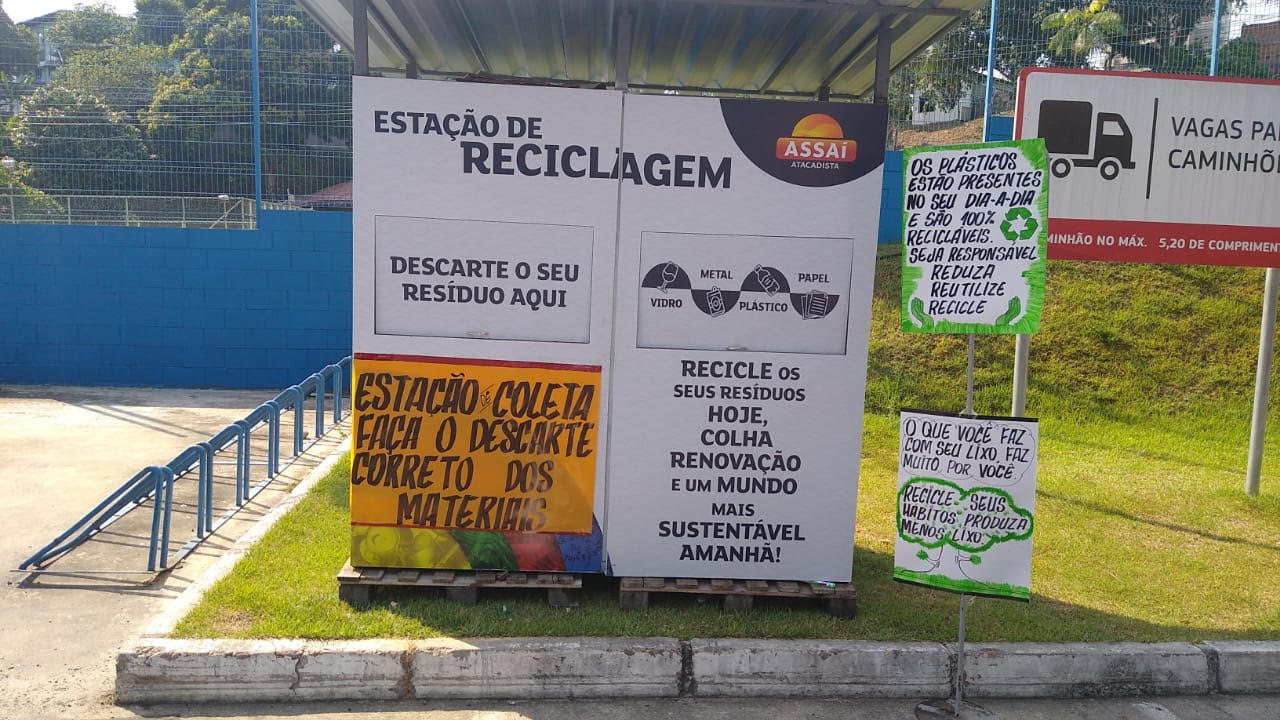 ESTAÇÃO DE
RECICLAGEM
ASSAÍ
ATACADISTA
DESCARTE O SEU
RESÍDUO AQUI
METAL
PAPEL
VIDRO
PLÁSTICO
ESTAÇÃO DE COLETA
FAÇA O DESCARTE
CORRETO DOS
MATERIAIS
RECICLE OS
SEUS RESÍDUOS
HOJE,
COLHA
RENOVAÇÃO
E UM MUNDO
MAIS
SUSTENTÁVEL
AMANHÃ!
OS PLÁSTICOS
ESTÃO PRESENTES
NO SEU DIA-A-DIA
E SÃO 100%
RECICLÁVEIS.
SEJA RESPONSÁVEL
REDUZA
REUTILIZE
RECICLE
O QUE VOCÊ FAZ
COM SEU LIXO, FAZ
MUITO, POR VOCÊ.
RECICLE SEUS
HÁBITOS PRODUZA
MENOS LIXO.
VAGAS PA
CAMINHÕ
MINHÃO NO MÁX. 5,20 DE COMPRIMENT